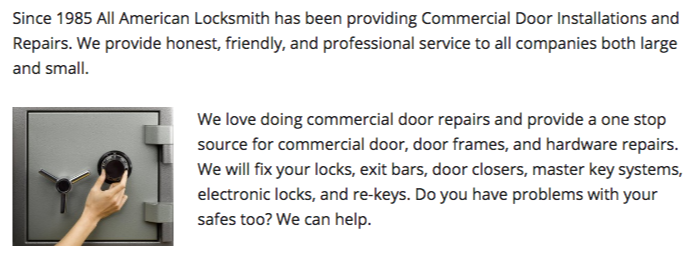 Since 1985 All American Locksmith has been providing Commercial Door Installations and
Repairs. We provide honest, friendly, and professional service to all companies both large
and small.
We love doing commercial door repairs and provide a one stop
source for commercial door, door frames, and hardware repairs.
We will fix your locks, exit bars, door closers, master key systems,
electronic locks, and re-keys. Do you have problems with your
safes too? We can help.